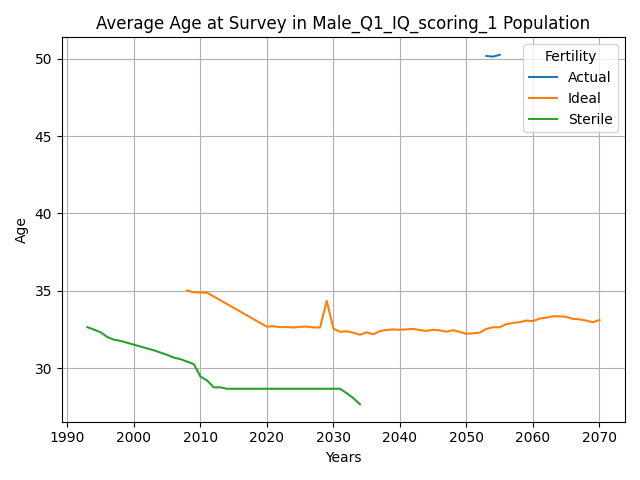 Average Age at Survey in Male_Q1_IQ_scoring_1 Population
Fertility
Actual
Ideal
Sterile
Age
50
45
40
35
30
1990 2000 2010 2020 2030 2040 2050 2060 2070
Years